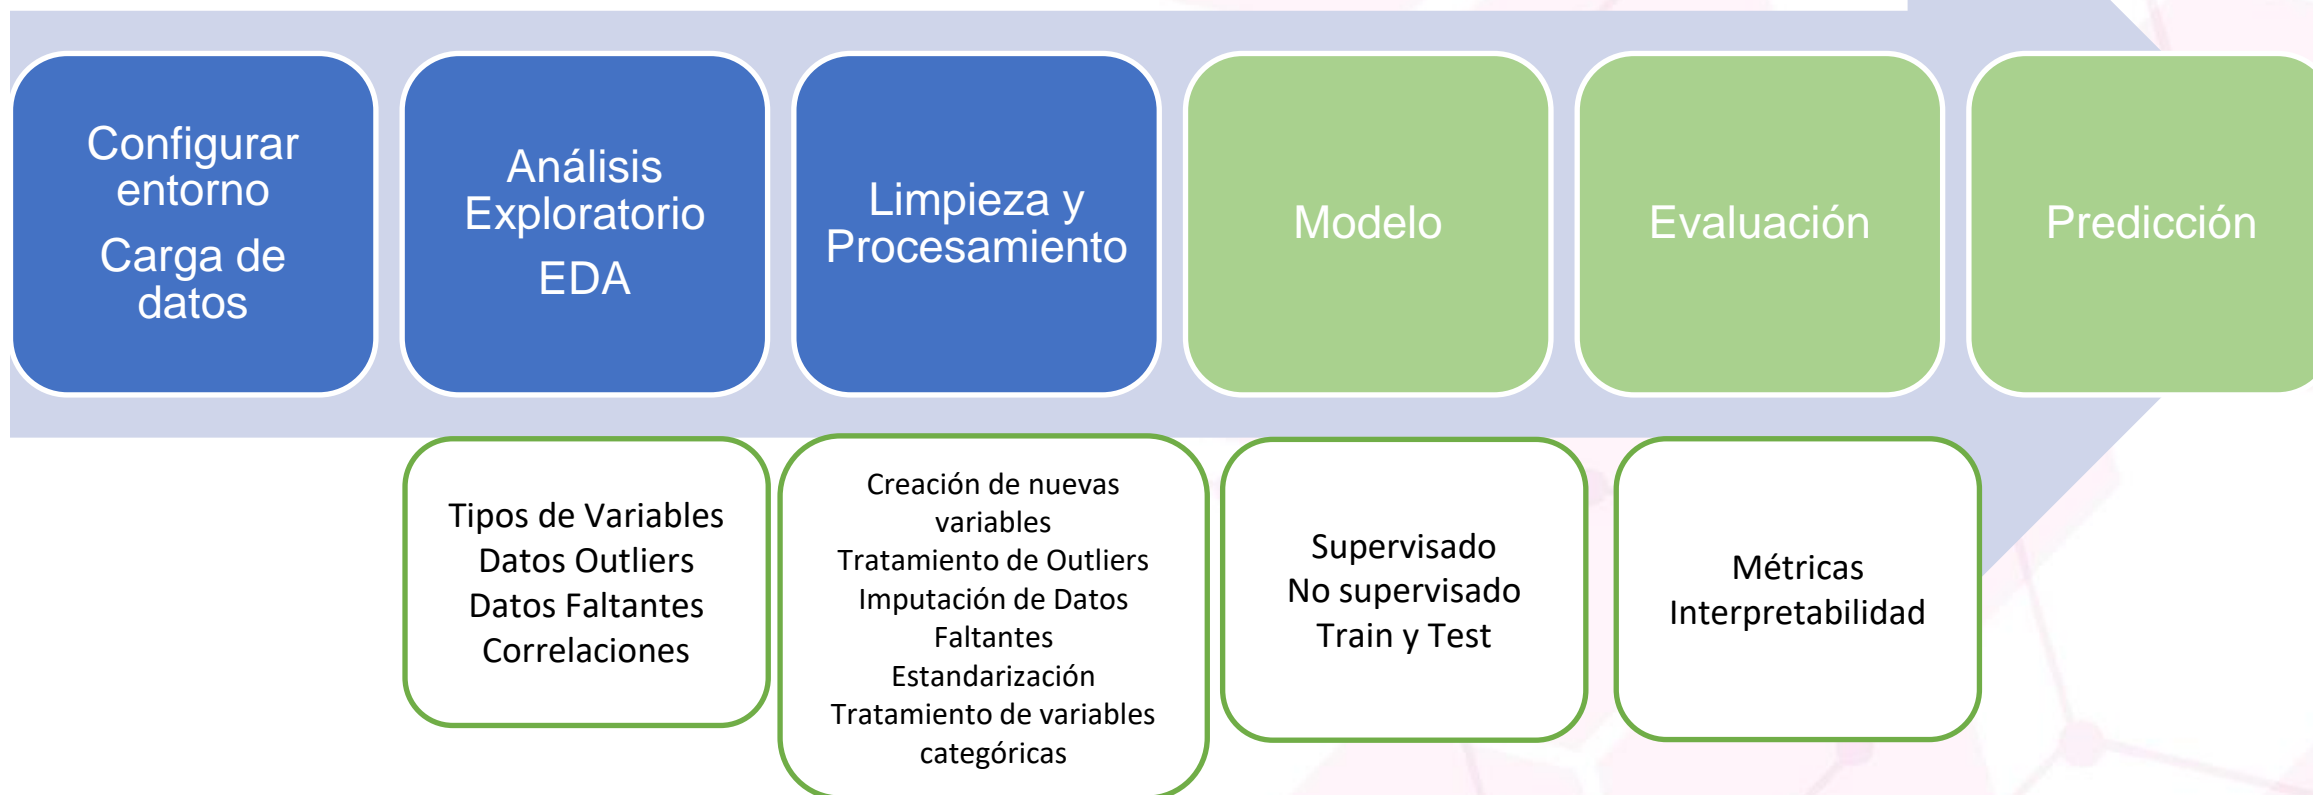 Configurar
entorno
Carga de
datos
Análisis
Exploratorio
EDA
Limpieza y
Procesamiento
Modelo
Evaluación
Predicción
Tipos de Variables
Datos Outliers
Datos Faltantes
Correlaciones
Creación de nuevas
variables
Tratamiento de Outliers
Imputación de Datos
Faltantes
Estandarización
Tratamiento de variables
categóricas
Supervisado
No supervisado
Train y Test
Métricas
Interpretabilidad